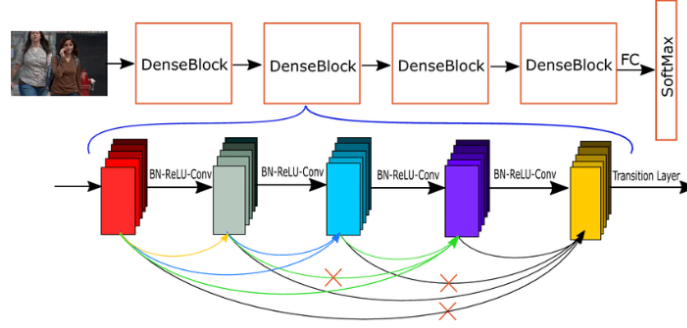 DenseBlock
DenseBlock
DenseBlock
DenseBlock
FC
SoftMax
BN-ReLU-Conv
BN-ReLU-Conv
BN-ReLU-Conv
BN-ReLU-Conv
Transition Layer